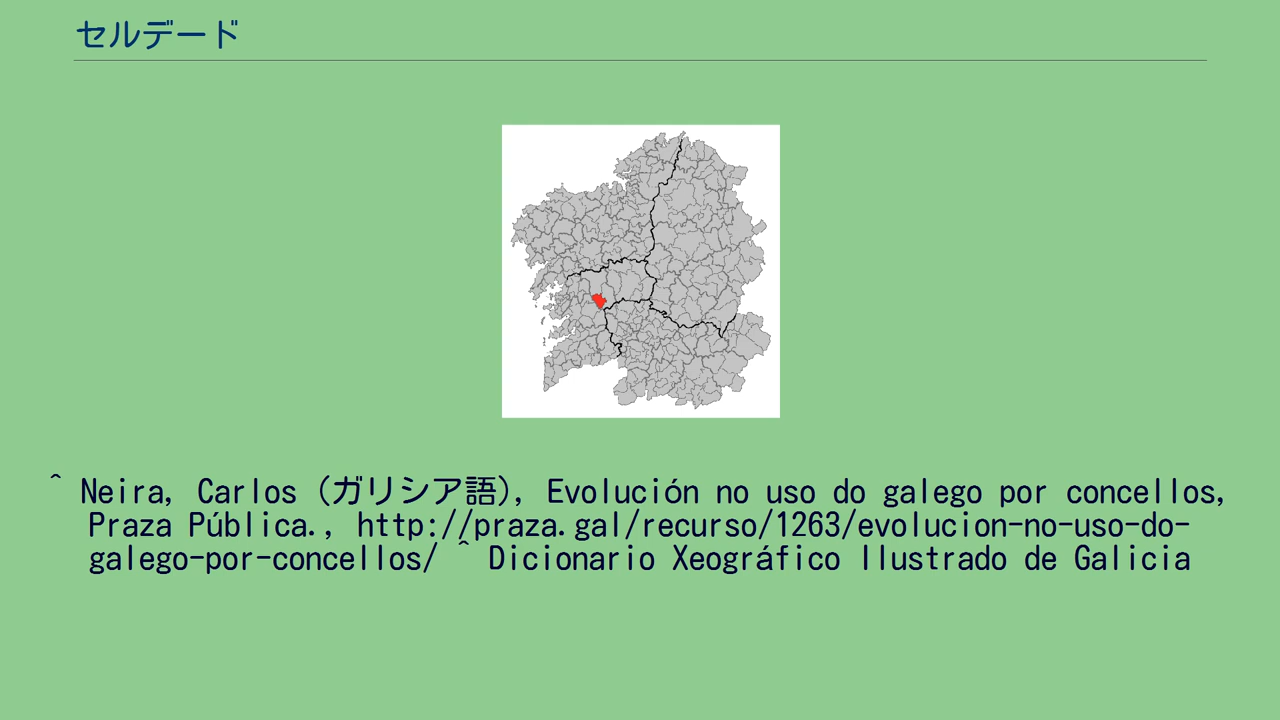 セルデード
^ Neira, Carlos (ガリシア語), Evolución no uso do galego por concellos,
Praza Pública., http://praza.gal/recurso/1263/evolucion-no-uso-do-
galego-por-concellos/ ^ Dicionario Xeográfico Ilustrado de Galicia